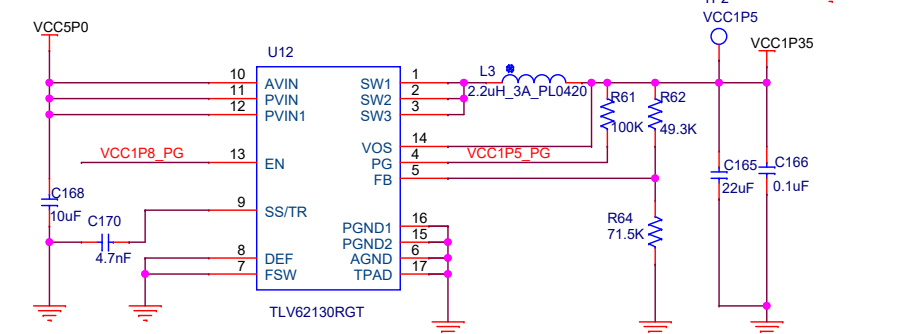 VCC1P5
VCC5P0
VCC1P35
U12
L3
2.2uH_3A_PL0420
10 AVIN SW1 1
11 PVIN SW2 2
12 PVIN1 SW3 3
R61
100K
R62
49.3K
VOS 14
VCC1P8_PG 13 EN PG 4 VCC1P5_PG
FB 5
C165
22uF
C166
0.1uF
C168
10uF
C170
4.7nF
9 SS/TR
R64
71.5K
PGND1 16
PGND2 15
8 DEF AGND 6
7 FSW TPAD 17
TLV62130RGT